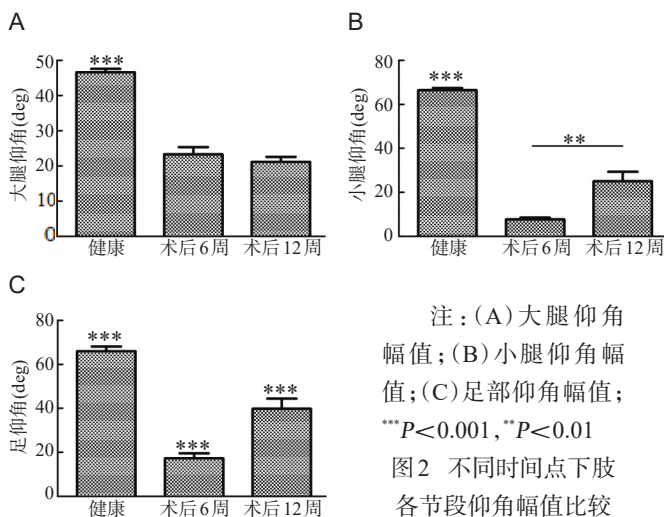 A
***
50
40
30
20
10
0
大腿仰角(deg)
健康 术后6周 术后12周
B
***
**
80
60
40
20
0
小腿仰角(deg)
健康 术后6周 术后12周
C
***
***
***
80
60
40
20
0
足仰角(deg)
健康 术后6周 术后12周
注:(A)大腿仰角
幅值;(B)小腿仰角幅
值;(C)足部仰角幅值;
***P<0.001,**P<0.01
图2 不同时间点下肢
各节段仰角幅值比较